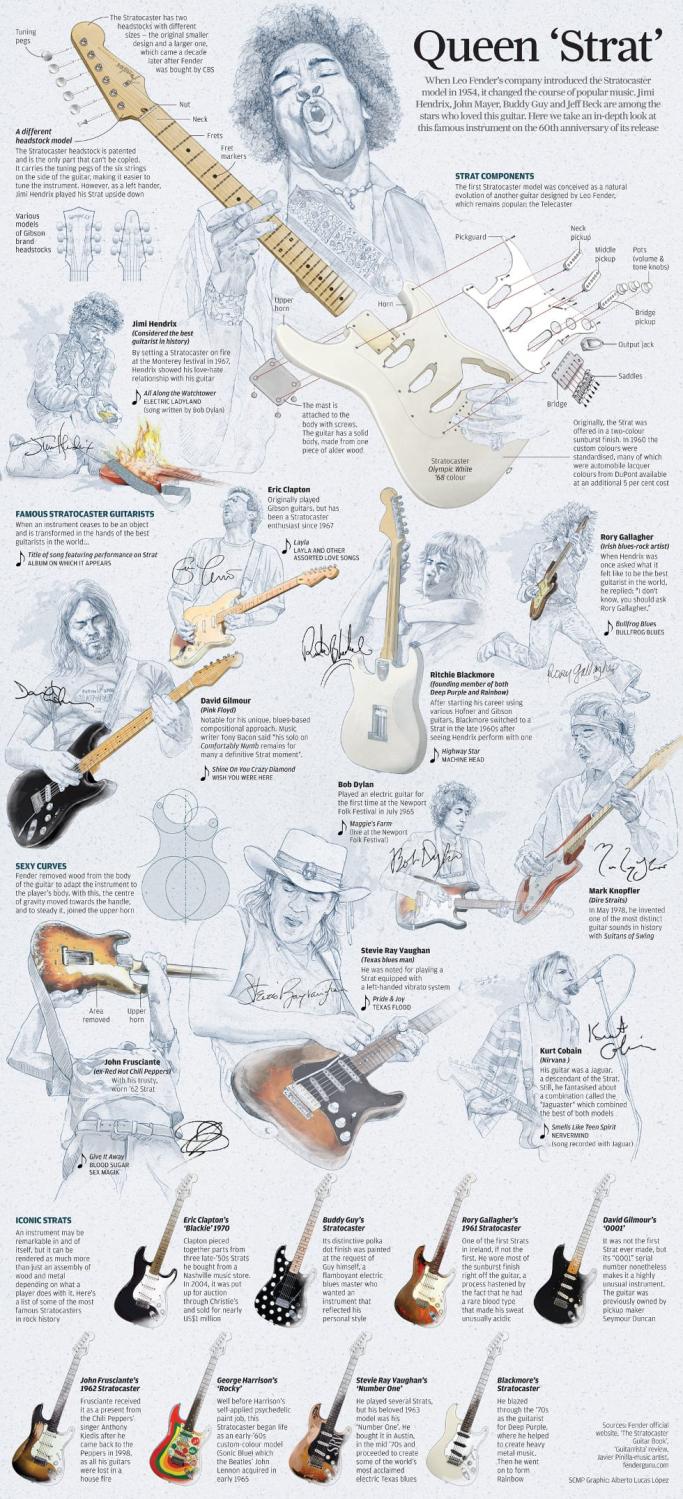 Queen ‘Strat’
When Leo Fender's company introduced the Stratocaster
model in 1954, it changed the course of popular music. Jimi
Hendrix, John Mayer, Buddy Guy and Jeff Beck are among the
stars who loved this guitar. Here we take an in-depth look at
this famous instrument on the 60th anniversary of its release
Tuning
pegs
The Stratocaster has two
headstocks with different
sizes – the original smaller
design and a larger one,
which came a decade
later after Fender
was bought by CBS
Nut
Neck
Frets
Fret
markers
A different
headstock model
The Stratocaster headstock is patented
and is the only part that can't be copied.
It carries the tuning pegs of the six strings
on the side of the guitar, making it easier to
tune the instrument. However, as a left hander,
Jimi Hendrix played his Strat upside down
Various
models
of Gibson
brand
headstocks
STRAT COMPONENTS
The first Stratocaster model was conceived as a natural
evolution of another guitar designed by Leo Fender,
which remains popular: the Telecaster
Pickguard
Neck
pickup
Middle
pickup
Pots
(volume &
tone knobs)
Bridge
pickup
Output jack
Saddles
Bridge
Upper
horn
Horn
The mast is
attached to the
body with screws.
The guitar has a solid
body, made from one
piece of alder wood
Stratocaster
Olympic White
'68 colour
Originally, the Strat was
offered in a two-colour
sunburst finish. In 1960 the
custom colours were
standardised, many of which
were automobile lacquer
colours from DuPont available
at an additional 5 per cent cost
Jimi Hendrix
(Considered the best
guitarist in history)
By setting a Stratocaster on fire
at the Monterey festival in 1967,
Hendrix showed his love-hate
relationship with his guitar
All Along the Watchtower
ELECTRIC LADYLAND
(song written by Bob Dylan)
FAMOUS STRATOCASTER GUITARISTS
When an instrument ceases to be an object
and is transformed in the hands of the best
guitarists in the world...
Title of song featuring performance on Strat
ALBUM ON WHICH IT APPEARS
Eric Clapton
Originally played
Gibson guitars, but has
been a Stratocaster
enthusiast since 1967
Layla
LAYLA AND OTHER
ASSORTED LOVE SONGS
Rory Gallagher
(Irish blues-rock artist)
When Hendrix was
once asked what it
felt like to be the best
guitarist in the world,
he replied: "I don't
know, you should ask
Rory Gallagher."
Bullfrog Blues
BULLFROG BLUES
Rory Gallagher
David Gilmour
(Pink Floyd)
Notable for his unique, blues-based
compositional approach. Music
writer Tony Bacon said "his solo on
Comfortably Numb remains for
many a definitive Strat moment".
Shine On You Crazy Diamond
WISH YOU WERE HERE
Ritchie Blackmore
(founding member of both
Deep Purple and Rainbow)
After starting his career using
various Hofner and Gibson
guitars, Blackmore switched to a
Strat in the late 1960s after
seeing Hendrix perform with one
Highway Star
MACHINE HEAD
Bob Dylan
Played an electric guitar for
the first time at the Newport
Folk Festival in July 1965
Maggie's Farm
(live at the Newport
Folk Festival)
Bob Dylan
Mark Knopfler
(Dire Straits)
In May 1978, he invented
one of the most distinct
guitar sounds in history
with Sultans of Swing
SEXY CURVES
Fender removed wood from the body
of the guitar to adapt the instrument to
the player's body. With this, the centre
of gravity moved towards the handle,
and to steady it, joined the upper horn
Area
removed
Upper
horn
Stevie Ray Vaughan
(Texas blues man)
He was noted for playing a
Strat equipped with
a left-handed vibrato system
Pride & Joy
TEXAS FLOOD
Stevie Ray Vaughan
John Frusciante
(ex-Red Hot Chili Peppers)
With his trusty,
worn '62 Strat
Give It Away
BLOOD SUGAR
SEX MAGIK
Kurt Cobain
(Nirvana )
His guitar was a Jaguar,
a descendant of the Strat.
Still, he fantasised about
a combination called the
"Jaguaster" which combined
the best of both models
Smells Like Teen Spirit
NERVERMIND
(song recorded with Jaguar)
ICONIC STRATS
An instrument may be
remarkable in and of
itself, but it can be
rendered as much more
than just an assembly of
wood and metal
depending on what a
player does with it. Here's
a list of some of the most
famous Stratocasters
in rock history
Eric Clapton's
'Blackie' 1970
Clapton pieced
together parts from
three late-'50s Strats
he bought from a
Nashville music store.
In 2004, it was put
up for auction
through Christie's
and sold for nearly
US$1 million
Buddy Guy's
Stratocaster
Its distinctive polka
dot finish was painted
at the request of
Guy himself, a
flamboyant electric
blues master who
wanted an
instrument that
reflected his
personal style
Rory Gallagher's
1961 Stratocaster
One of the first Strats
in Ireland, if not the
first. He wore most of
the sunburst finish
right off the guitar, a
process hastened by
the fact that he had
a rare blood type
that made his sweat
unusually acidic
David Gilmour's
'0001'
It was not the first
Strat ever made, but
its "0001" serial
number nonetheless
makes it a highly
unusual instrument.
The guitar was
previously owned by
pickup maker
Seymour Duncan
John Frusciante's
1962 Stratocaster
Frusciante received
it as a present from
the Chili Peppers'
singer Anthony
Kiedis after he
came back to the
Peppers in 1998,
as all his guitars
were lost in a
house fire
George Harrison's
'Rocky'
Well before Harrison's
self-applied psychedelic
paint job, this
Stratocaster began life
as an early-'60s
custom-colour model
(Sonic Blue) which
the Beatles' John
Lennon acquired in
early 1965
Stevie Ray Vaughan's
'Number One'
He played several Strats,
but his beloved 1963
model was his
'Number One'. He
bought it in Austin,
in the mid '70s and
proceeded to create
some of the world's
most acclaimed
electric Texas blues
Blackmore's
Stratocaster
He blazed
through the '70s
as the guitarist
for Deep Purple,
where he helped
to create heavy
metal music.
Then he went
on to form
Rainbow
Sources: Fender official
website, 'The Stratocaster
Guitar Book',
'Guitarrista' review,
Javier Pinilla-music artist,
fenderguru.com
SCMP Graphic: Alberto Lucas López